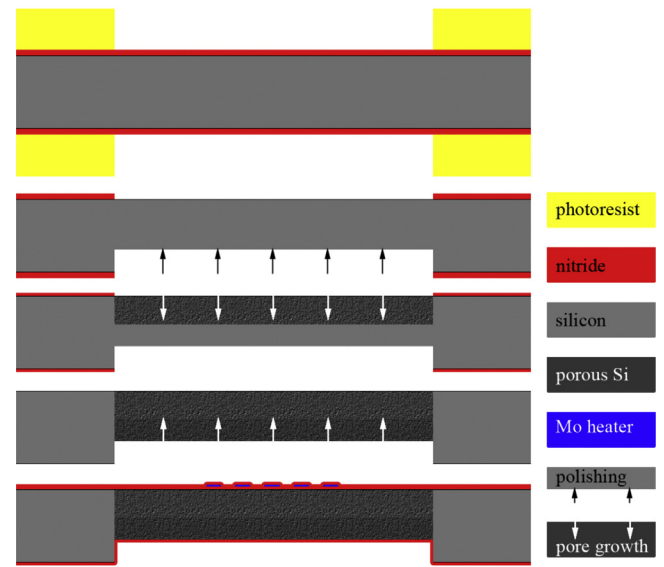 photoresist
nitride
silicon
porous Si
Mo heater
polishing
pore growth